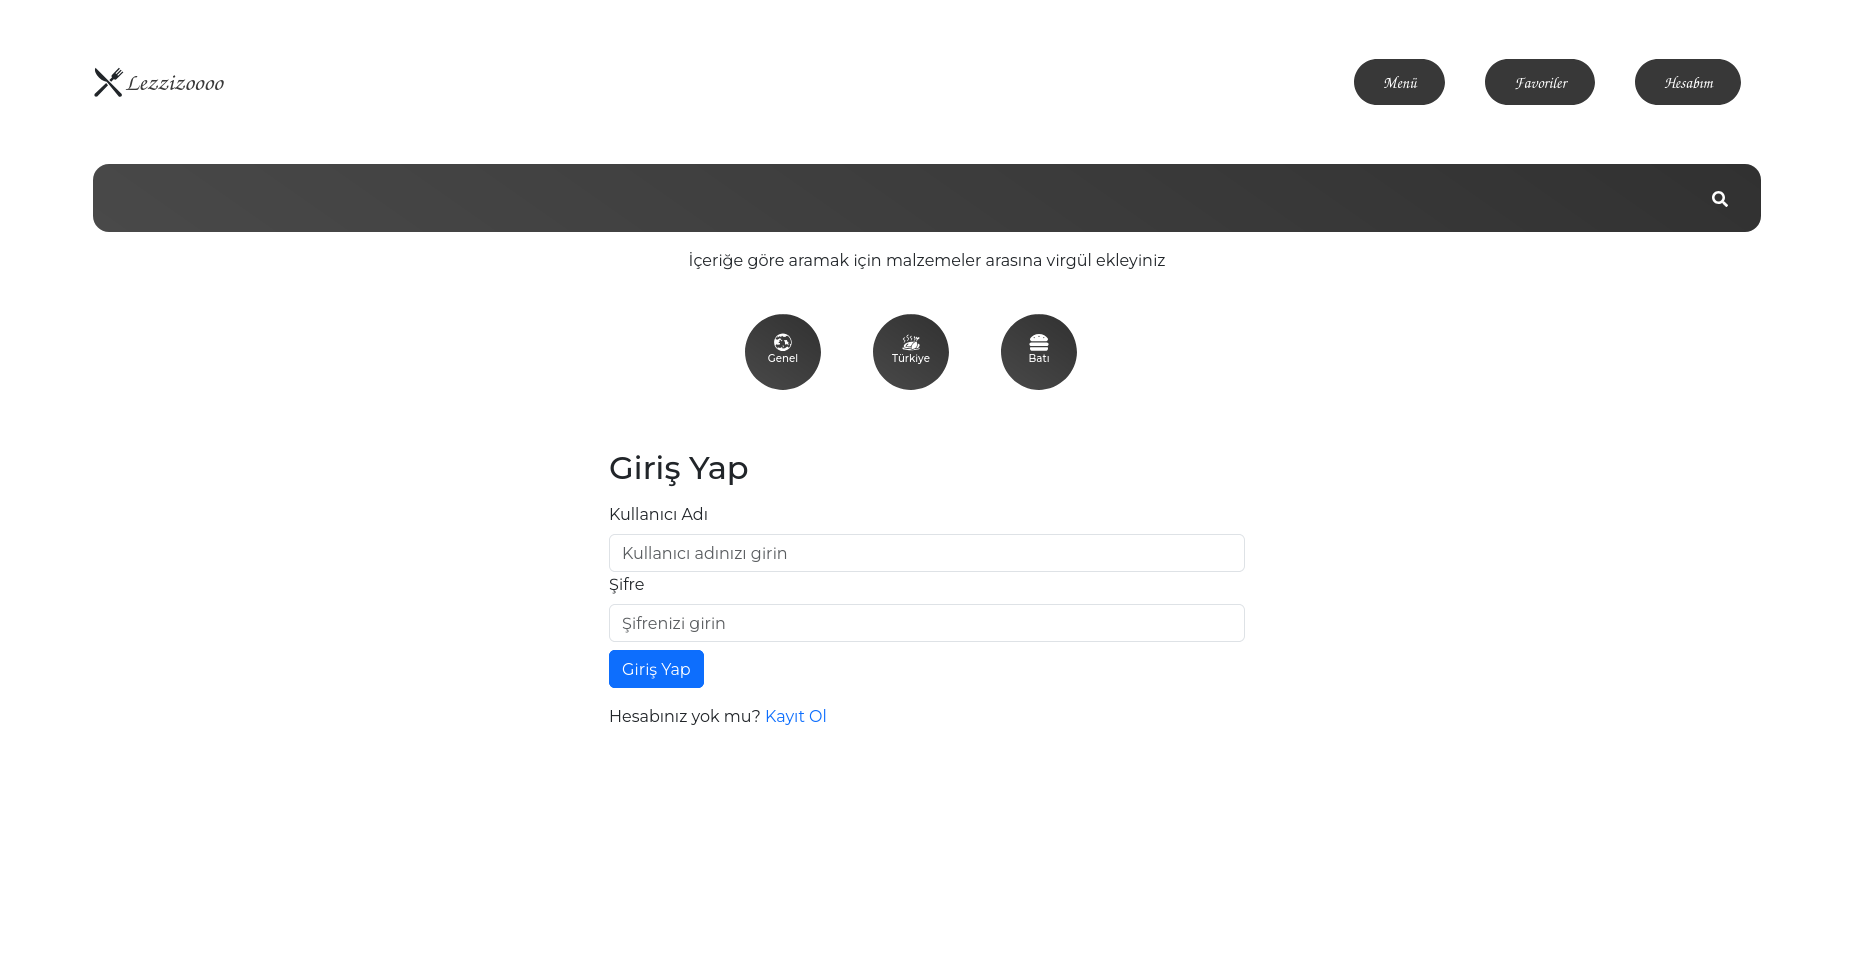 Lezzizoooo
Menü
Favoriler
Hesabım
İçeriğe göre aramak için malzemeler arasına virgül ekleyiniz
Genel
Türkiye
Batı
Giriş Yap
Kullanıcı Adı
Kullanıcı adınızı girin
Şifre
Şifrenizi girin
Giriş Yap
Hesabınız yok mu? Kayıt Ol